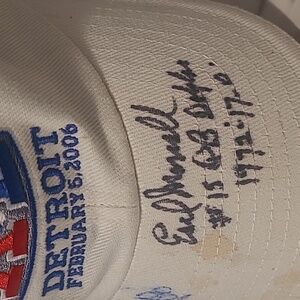 DETROIT
FEBRUARY 5, 2006
Earl Morrall
#15 QB Dolphins
1972: 17-0